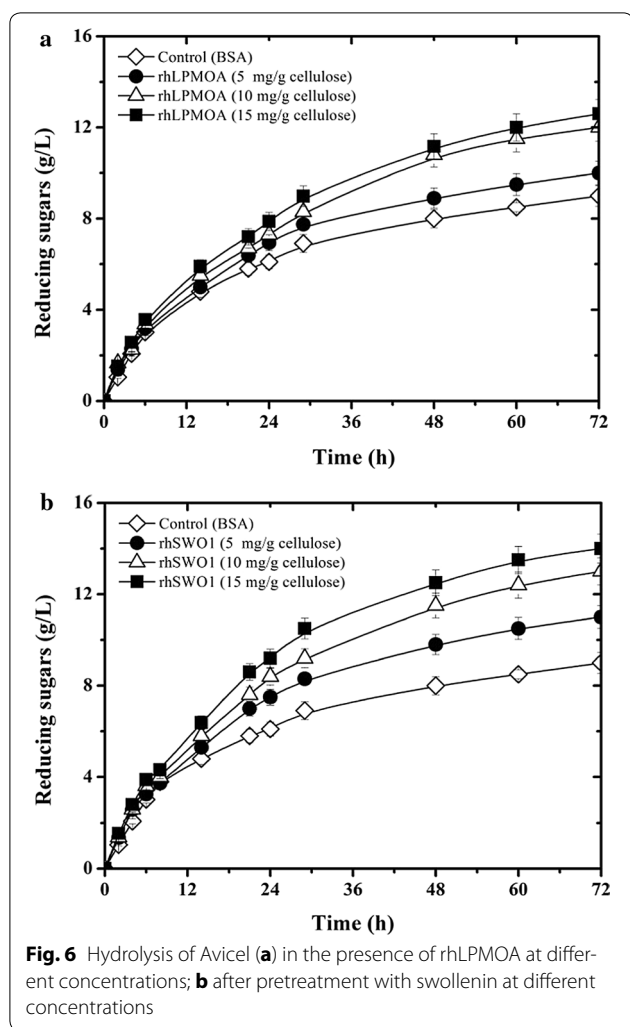 a
16
12
8
4
0
Reducing sugars (g/L)
Control (BSA)
rhLPMOA (5 mg/g cellulose)
rhLPMOA (10 mg/g cellulose)
rhLPMOA (15 mg/g cellulose)
0 12 24 36 48 60 72
Time (h)
b
16
12
8
4
0
Reducing sugars (g/L)
Control (BSA)
rhSWO1 (5 mg/g cellulose)
rhSWO1 (10 mg/g cellulose)
rhSWO1 (15 mg/g cellulose)
0 12 24 36 48 60 72
Time (h)
Fig. 6 Hydrolysis of Avicel (a) in the presence of rhLPMOA at differ-
ent concentrations; b after pretreatment with swollenin at different
concentrations